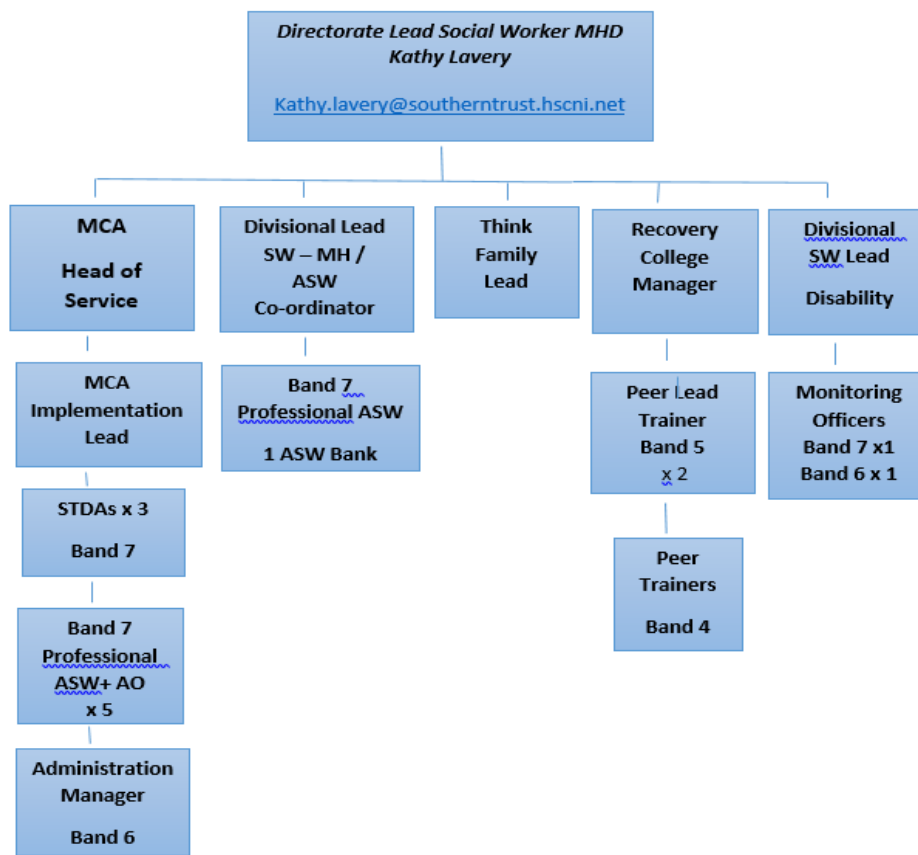 Directorate Lead Social Worker MHD
Kathy Lavery
Kathy.lavery@southerntrust.hscni.net
MCA
Head of
Service
Divisional Lead
SW – MH /
ASW
Co-ordinator
Think
Family
Lead
Recovery
College
Manager
Divisional
SW Lead
Disability
MCA
Implementation
Lead
Band 7
Professional ASW
1 ASW Bank
Peer Lead
Trainer
Band 5
x 2
Monitoring
Officers
Band 7 x1
Band 6 x 1
STDAs x 3
Band 7
Peer
Trainers
Band 4
Band 7
Professional
ASW+ AO
x 5
Administration
Manager
Band 6